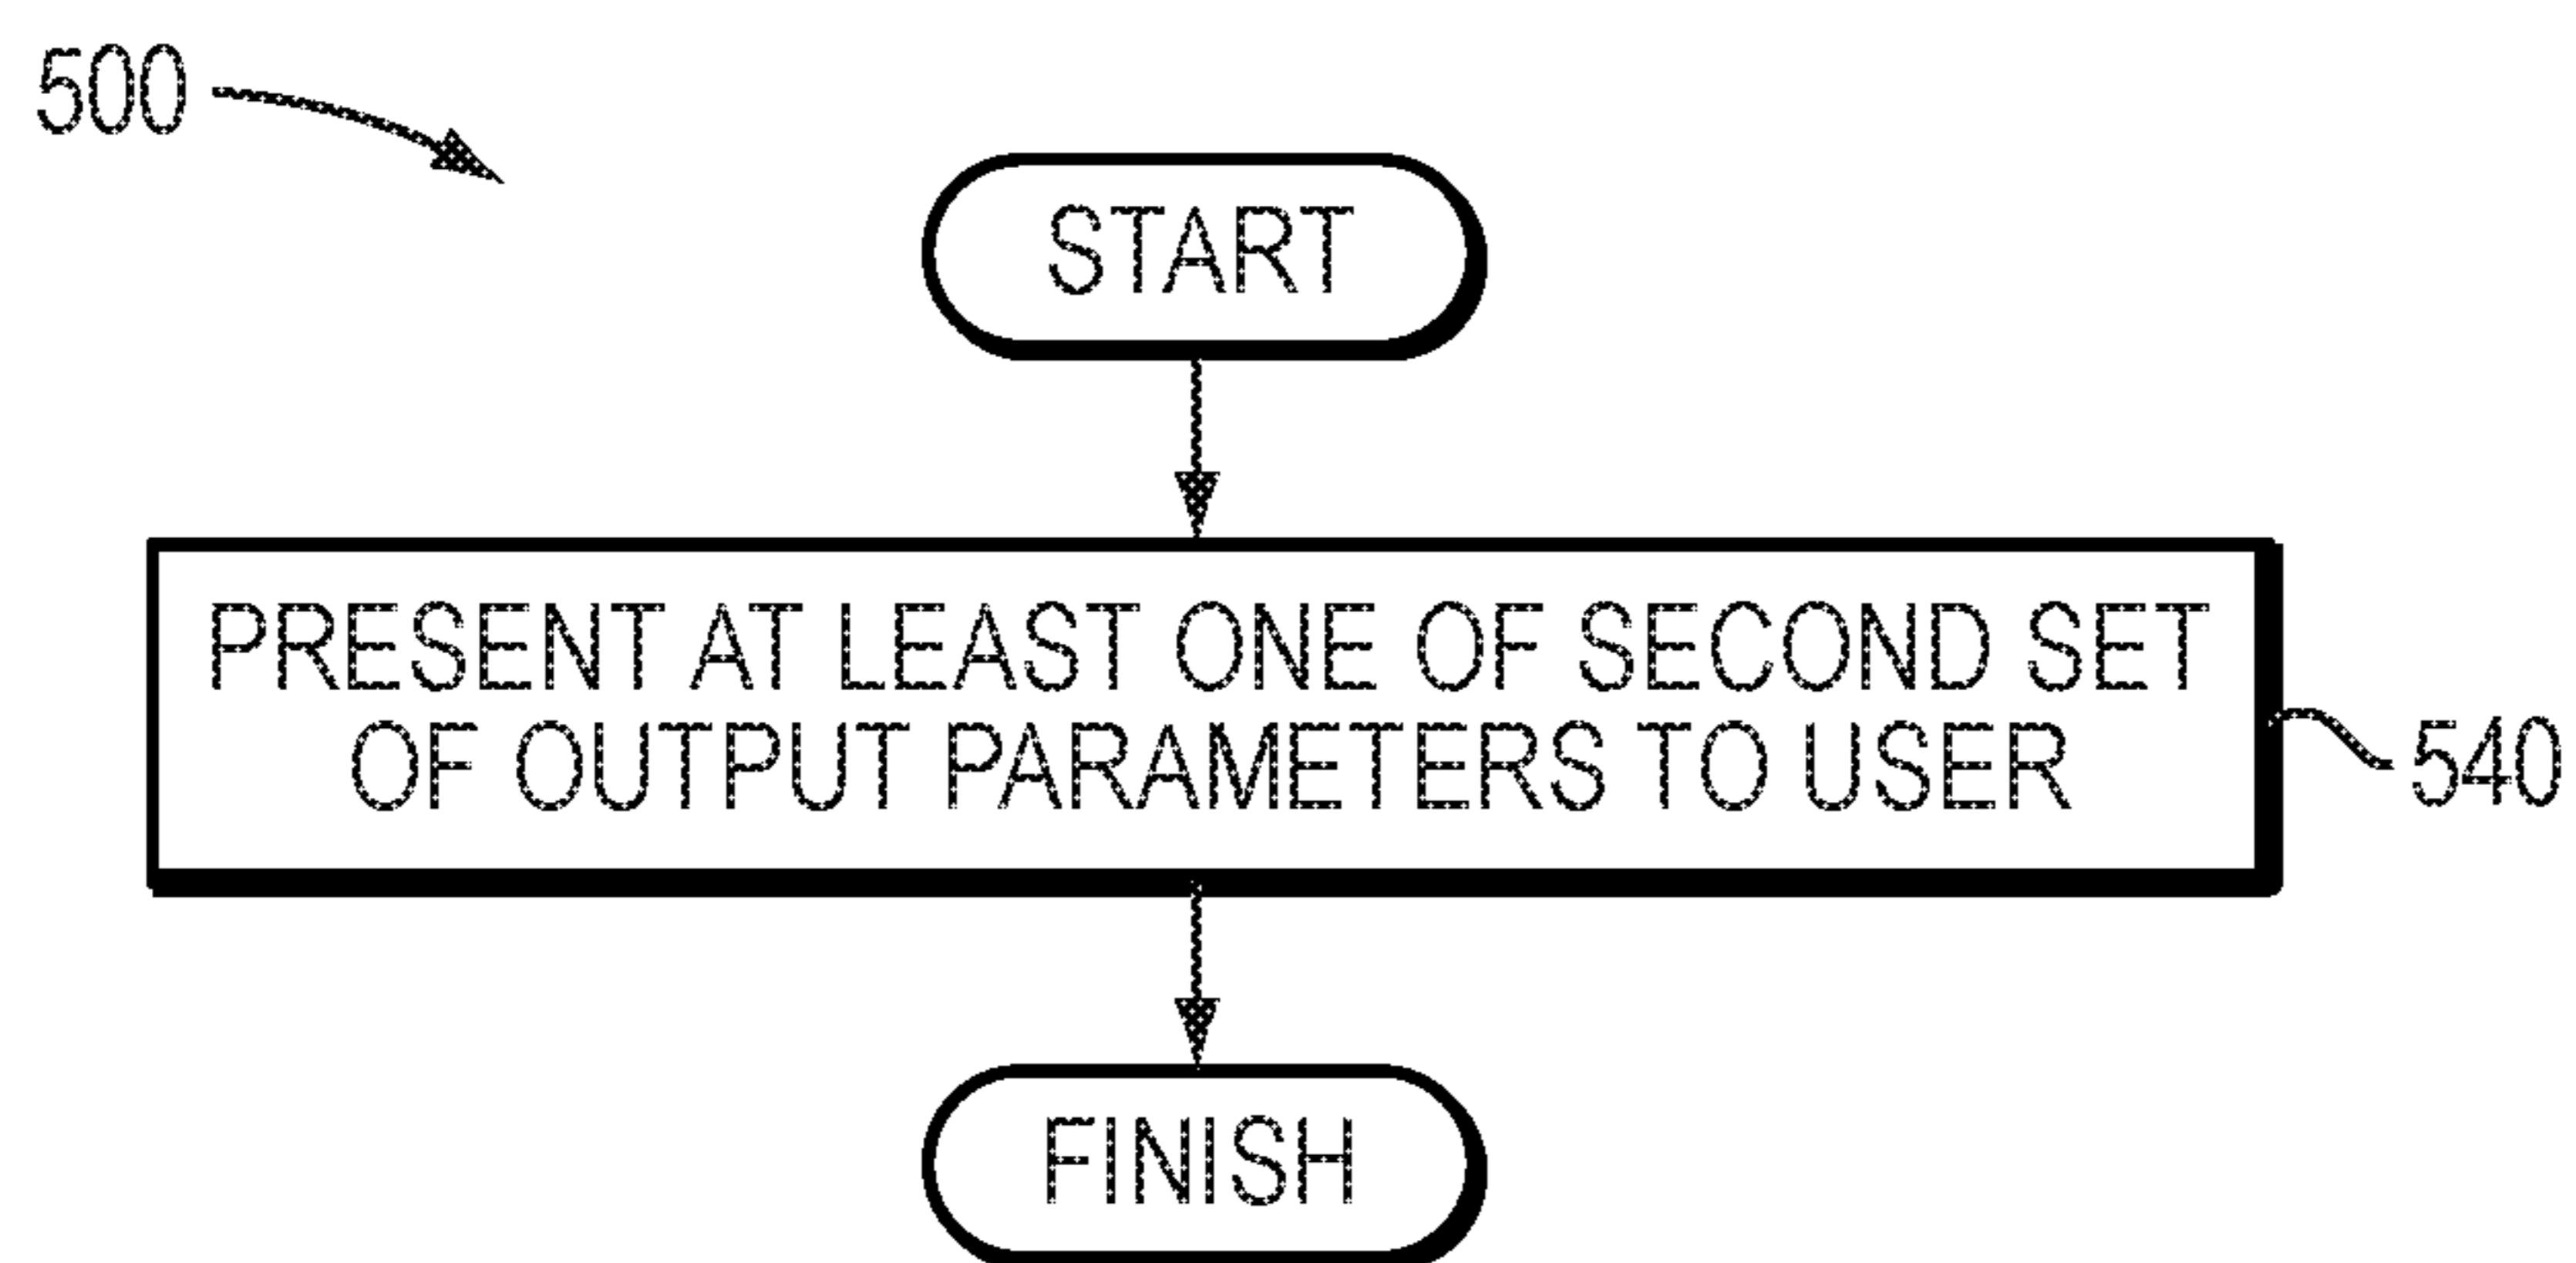 500
START
PRESENT AT LEAST ONE OF SECOND SET
OF OUTPUT PARAMETERS TO USER
540
FINISH